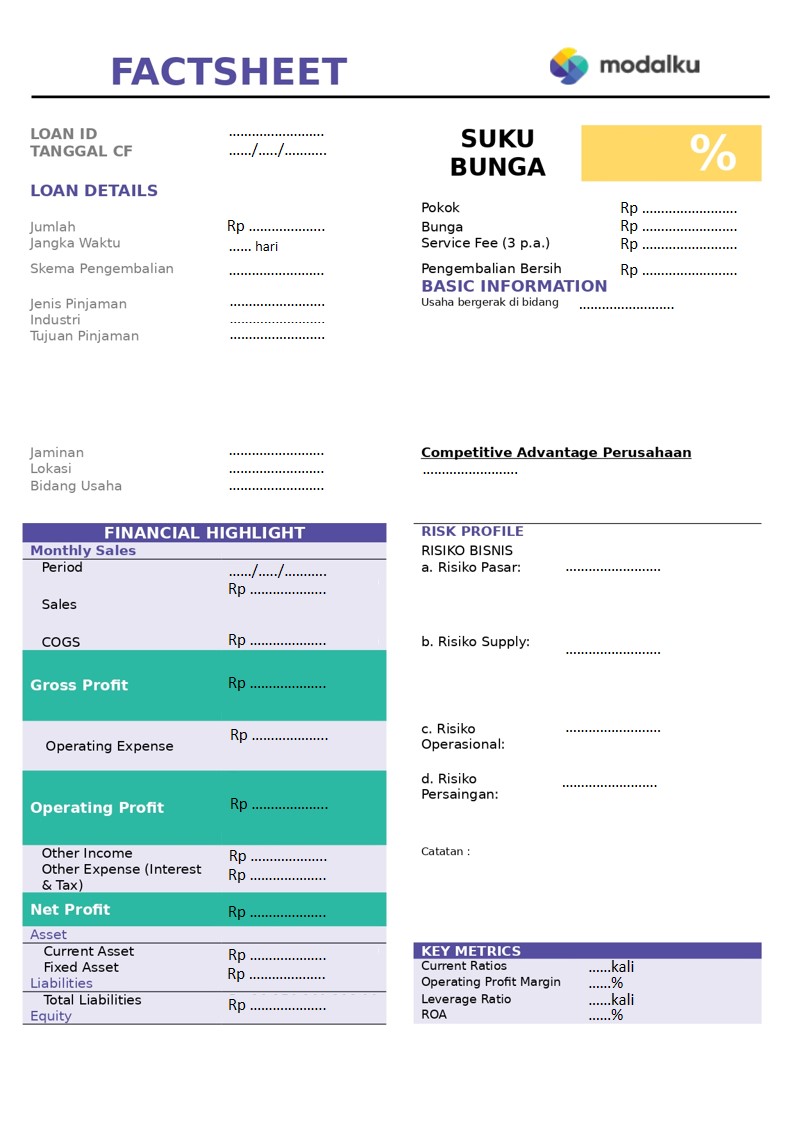 FACTSHEET
modalku
LOAN ID .........................
TANGGAL CF ....../...../...........
SUKU
BUNGA
%
LOAN DETAILS
Jumlah Rp ....................
Jangka Waktu ...... hari
Skema Pengembalian .........................
Jenis Pinjaman .........................
Industri .........................
Tujuan Pinjaman .........................
Jaminan .........................
Lokasi .........................
Bidang Usaha .........................
Pokok Rp .........................
Bunga Rp .........................
Service Fee (3 p.a.) Rp .........................
Pengembalian Bersih Rp .........................
BASIC INFORMATION
Usaha bergerak di bidang .........................
Competitive Advantage Perusahaan
.........................
FINANCIAL HIGHLIGHT
Monthly Sales
Period ....../...../...........
Rp ....................
Sales
COGS Rp ....................
Gross Profit Rp ....................
Operating Expense Rp ....................
Operating Profit Rp ....................
Other Income Rp ....................
Other Expense (Interest Rp ....................
& Tax)
Net Profit Rp ....................
Asset
Current Asset Rp ....................
Fixed Asset Rp ....................
Liabilities
Total Liabilities Rp ....................
Equity
RISK PROFILE
RISIKO BISNIS
a. Risiko Pasar: .........................
b. Risiko Supply: .........................
c. Risiko .........................
Operasional:
d. Risiko .........................
Persaingan:
Catatan :
KEY METRICS
Current Ratios ......kali
Operating Profit Margin ......%
Leverage Ratio ......kali
ROA ......%